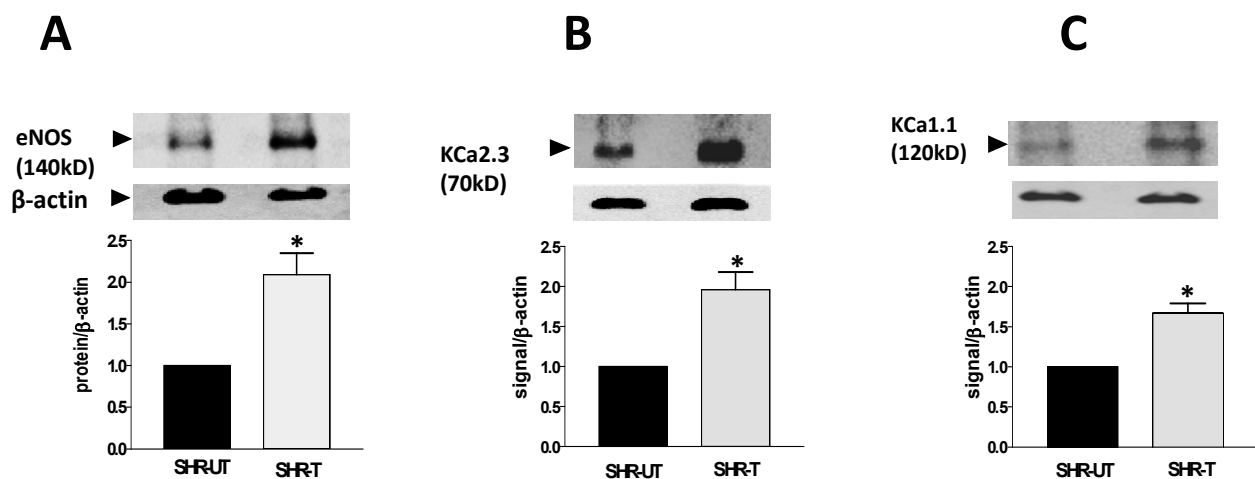 A
B
C
eNOS
(140kD)
β-actin
KCa2.3
(70kD)
KCa1.1
(120kD)
protein/β-actin
2.5
2.0
1.0
0.5
0.0
*
SHR-UT
SHR-T
signal/β-actin
2.5
2.0
1.5
1.0
0.5
0.0
*
SHR-UT
SHR-T
signal/β-actin
2.5
2.0
1.5
1.0
0.5
0.0
*
SHR-UT
SHR-T